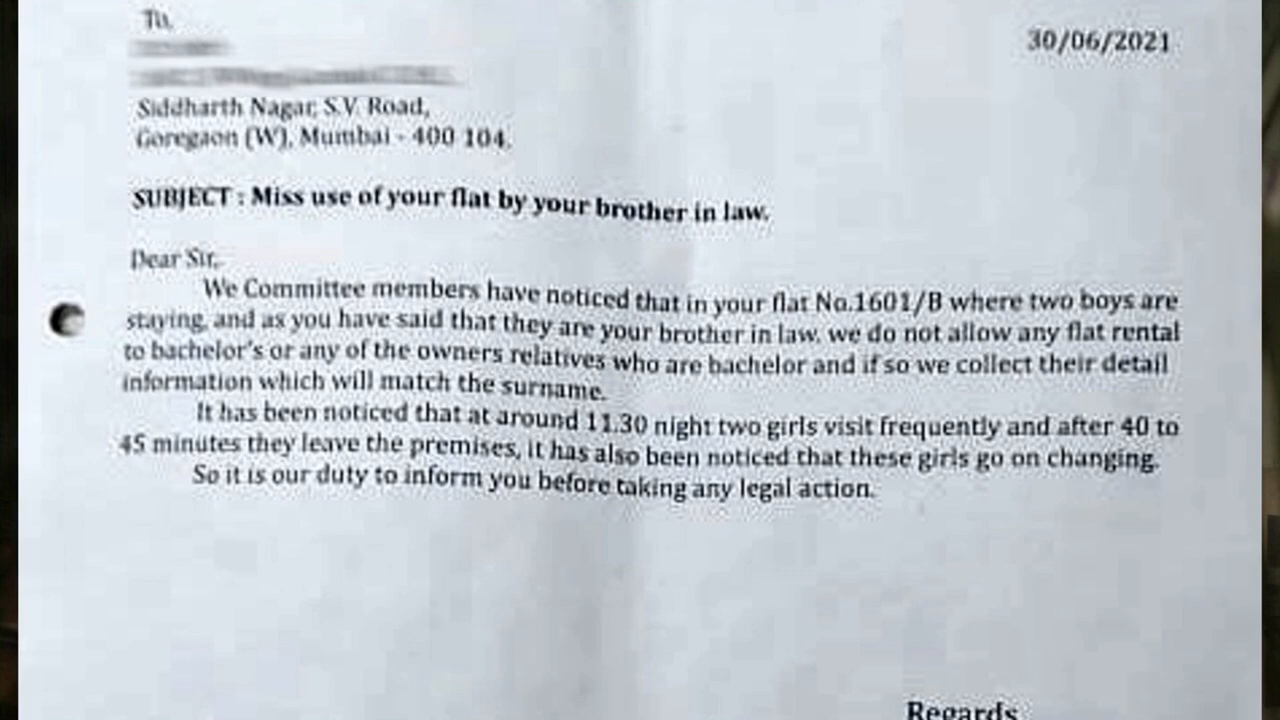 To,
30/06/2021
Siddharth Nagar, S.V. Road,
Goregaon (W), Mumbai - 400 104.
SUBJECT : Miss use of your flat by your brother in law.
Dear Sir,
We Committee members have noticed that in your flat No.1601/B where two boys are
staying, and as you have said that they are your brother in law, we do not allow any flat rental
to bachelor's or any of the owners relatives who are bachelor and if so we collect their detail
information which will match the surname.
It has been noticed that at around 11.30 night two girls visit frequently and after 40 to
45 minutes they leave the premises, it has also been noticed that these girls go on changing.
So it is our duty to inform you before taking any legal action.
Regards